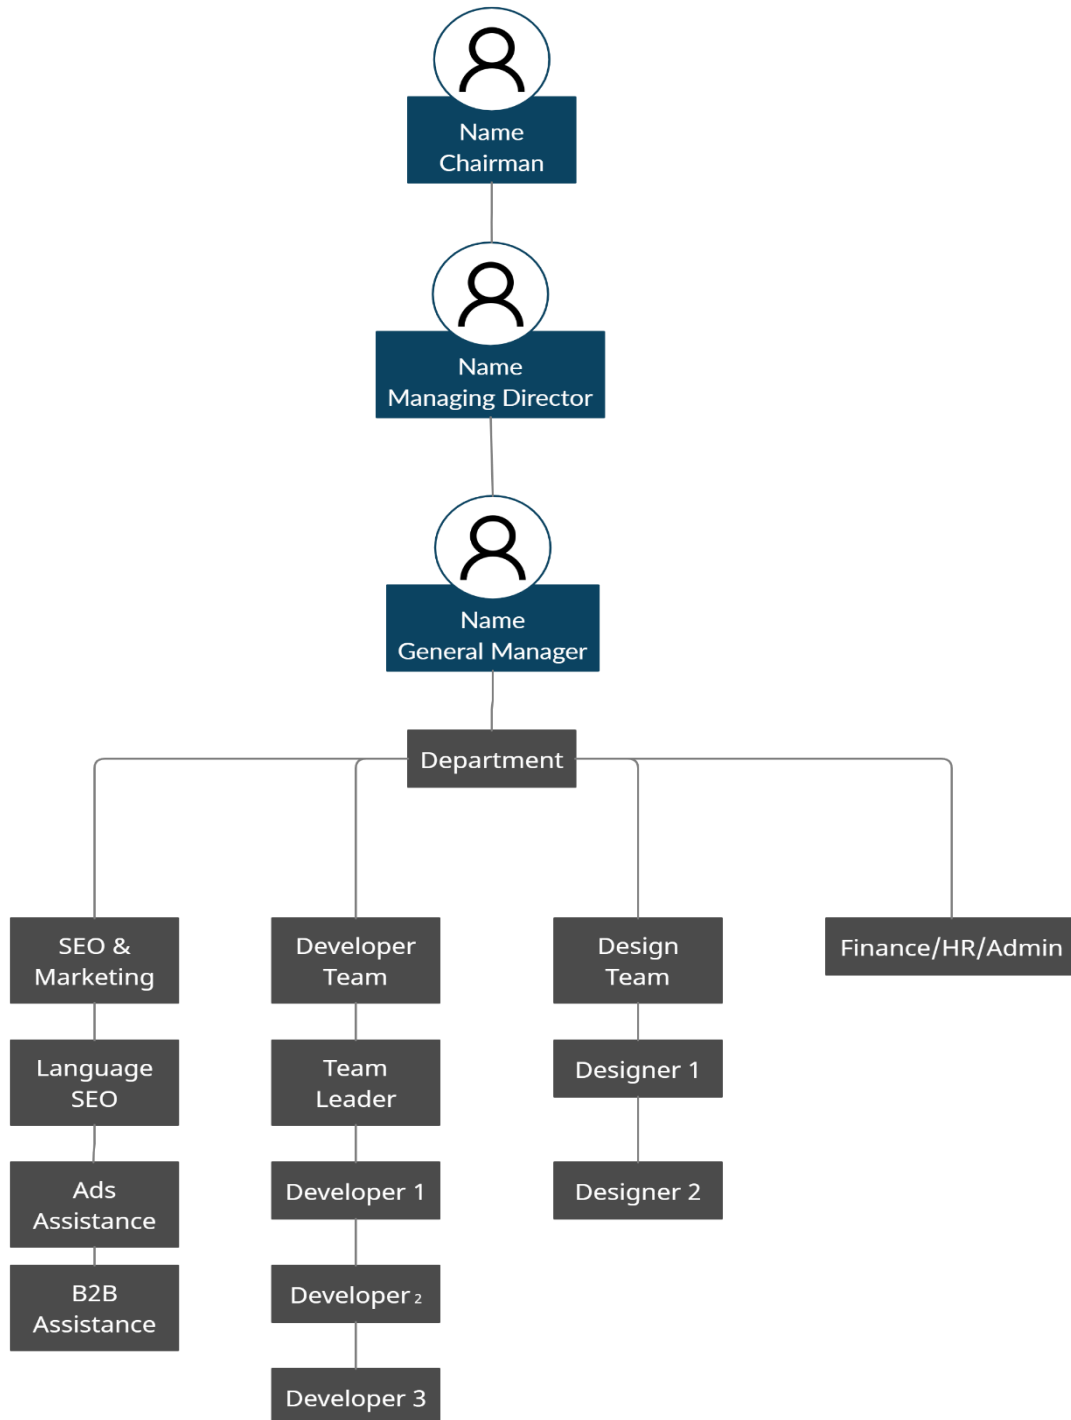 Name
Chairman
Name
Managing Director
Name
General Manager
Department
SEO &
Marketing
Language
SEO
Ads
Assistance
B2B
Assistance
Developer
Team
Team
Leader
Developer 1
Developer 2
Developer 3
Design
Team
Designer 1
Designer 2
Finance/HR/Admin